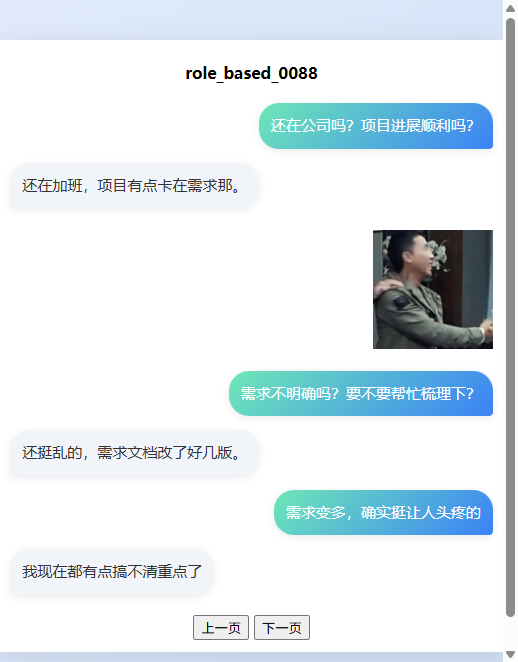 role_based_0088
还在公司吗？项目进展顺利吗？
还在加班，项目有点卡在需求那。
需求不明确吗？要不要帮忙梳理下？
还挺乱的，需求文档改了好几版。
需求变多，确实挺让人头疼的
我现在都有点搞不清重点了
上一页 下一页